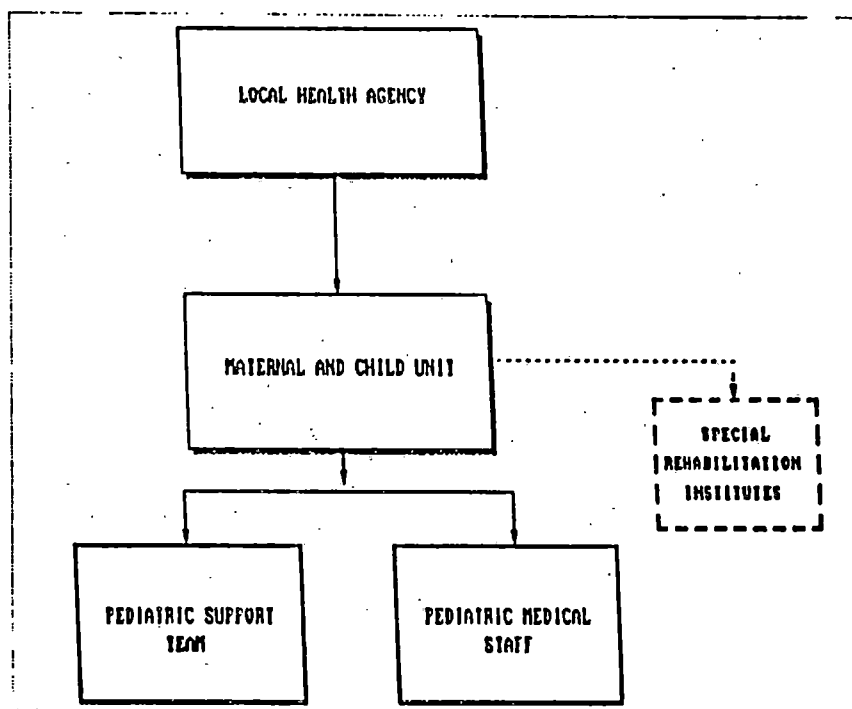 LOCAL HEALTH AGENCY
MATERNAL AND CHILD UNIT
SPECIAL
REHABILITATION
INSTITUTES
PEDIATRIC SUPPORT
TEAM
PEDIATRIC MEDICAL
STAFF